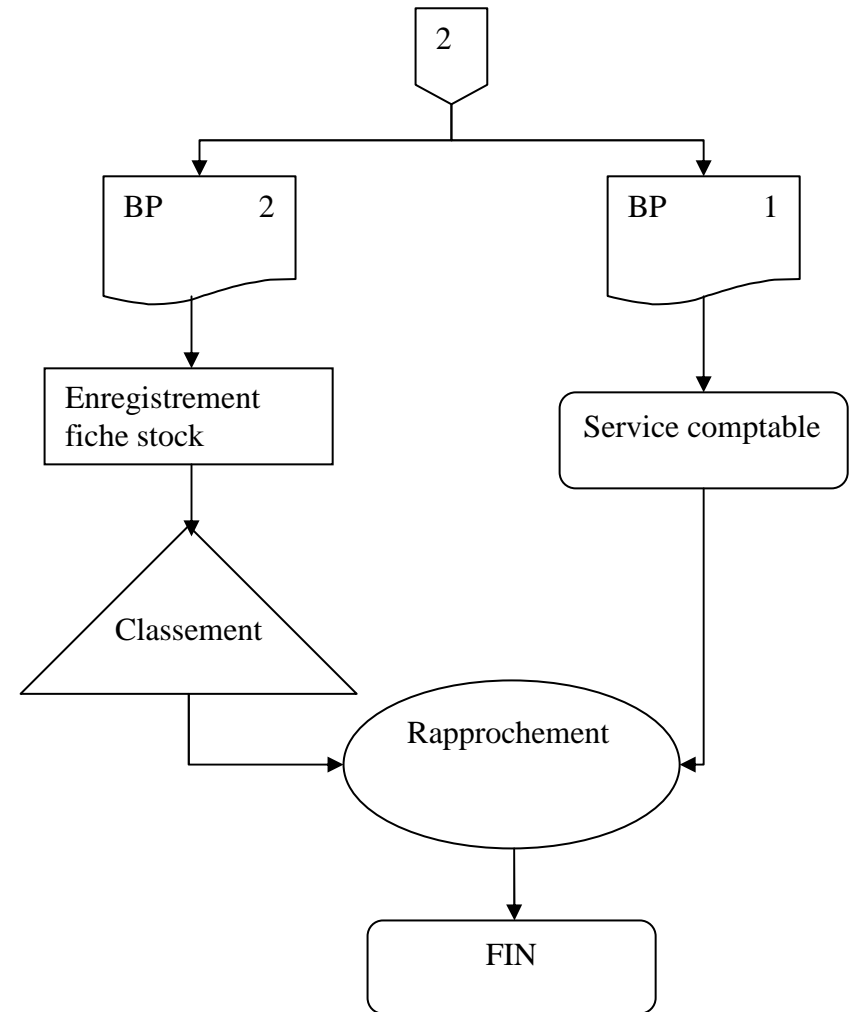 2
BP 2
BP 1
Enregistrement
fiche stock
Service comptable
Classement
Rapprochement
FIN